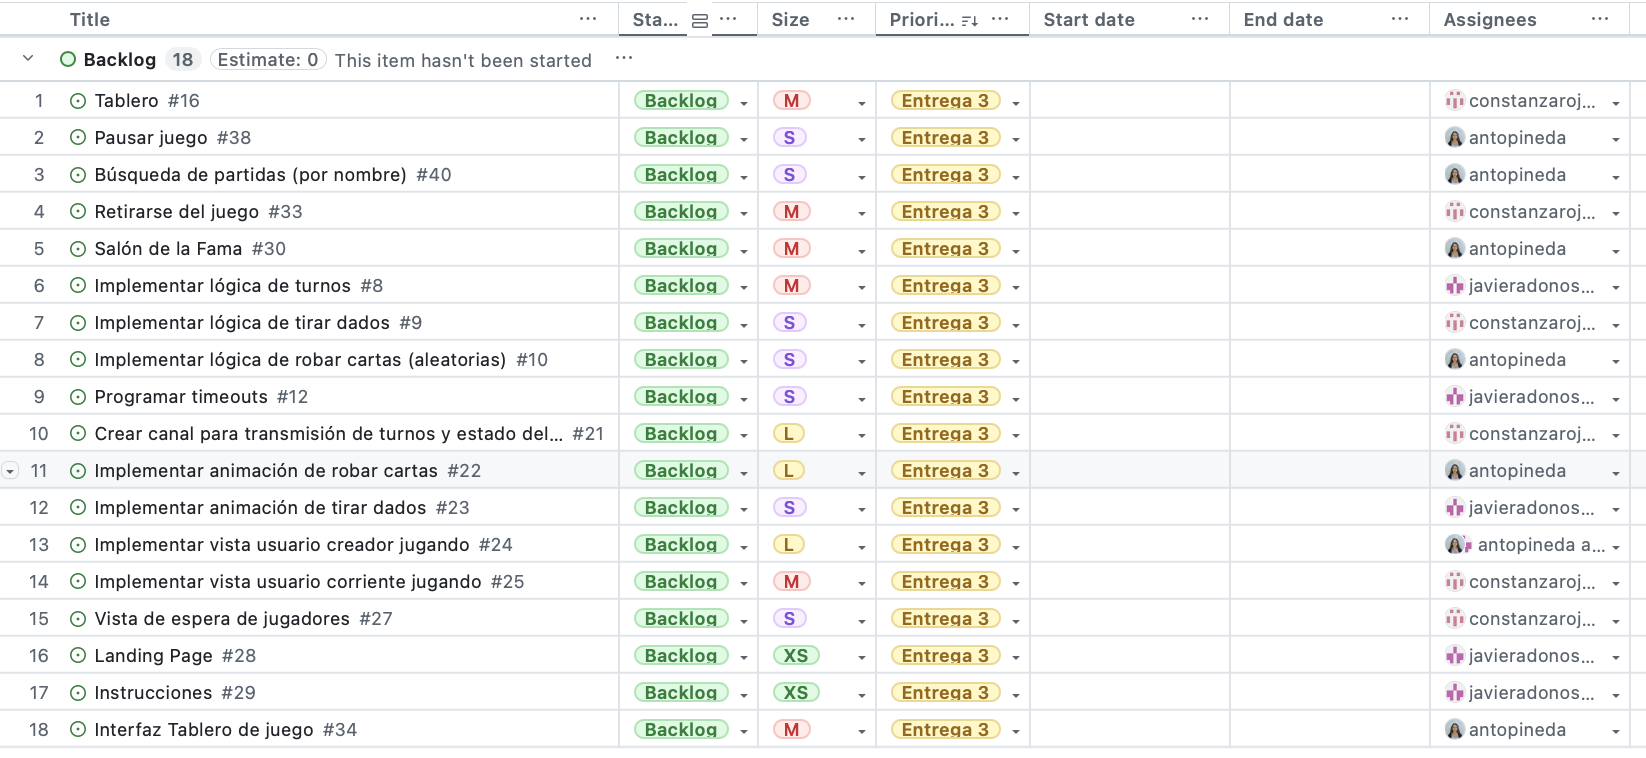 Title ... Sta... ... Size ... Priori... ... Start date ... End date ... Assignees ...
Backlog 18 Estimate: 0 This item hasn't been started ...
1 Tablero #16 Backlog M Entrega 3 constanzaroj...
2 Pausar juego #38 Backlog S Entrega 3 antopineda
3 Búsqueda de partidas (por nombre) #40 Backlog S Entrega 3 antopineda
4 Retirarse del juego #33 Backlog M Entrega 3 constanzaroj...
5 Salón de la Fama #30 Backlog M Entrega 3 antopineda
6 Implementar lógica de turnos #8 Backlog M Entrega 3 javieradonos...
7 Implementar lógica de tirar dados #9 Backlog S Entrega 3 constanzaroj...
8 Implementar lógica de robar cartas (aleatorias) #10 Backlog S Entrega 3 antopineda
9 Programar timeouts #12 Backlog S Entrega 3 javieradonos...
10 Crear canal para transmisión de turnos y estado del... #21 Backlog L Entrega 3 constanzaroj...
11 Implementar animación de robar cartas #22 Backlog L Entrega 3 antopineda
12 Implementar animación de tirar dados #23 Backlog S Entrega 3 javieradonos...
13 Implementar vista usuario creador jugando #24 Backlog L Entrega 3 antopineda a...
14 Implementar vista usuario corriente jugando #25 Backlog M Entrega 3 constanzaroj...
15 Vista de espera de jugadores #27 Backlog S Entrega 3 constanzaroj...
16 Landing Page #28 Backlog XS Entrega 3 javieradonos...
17 Instrucciones #29 Backlog XS Entrega 3 javieradonos...
18 Interfaz Tablero de juego #34 Backlog M Entrega 3 antopineda